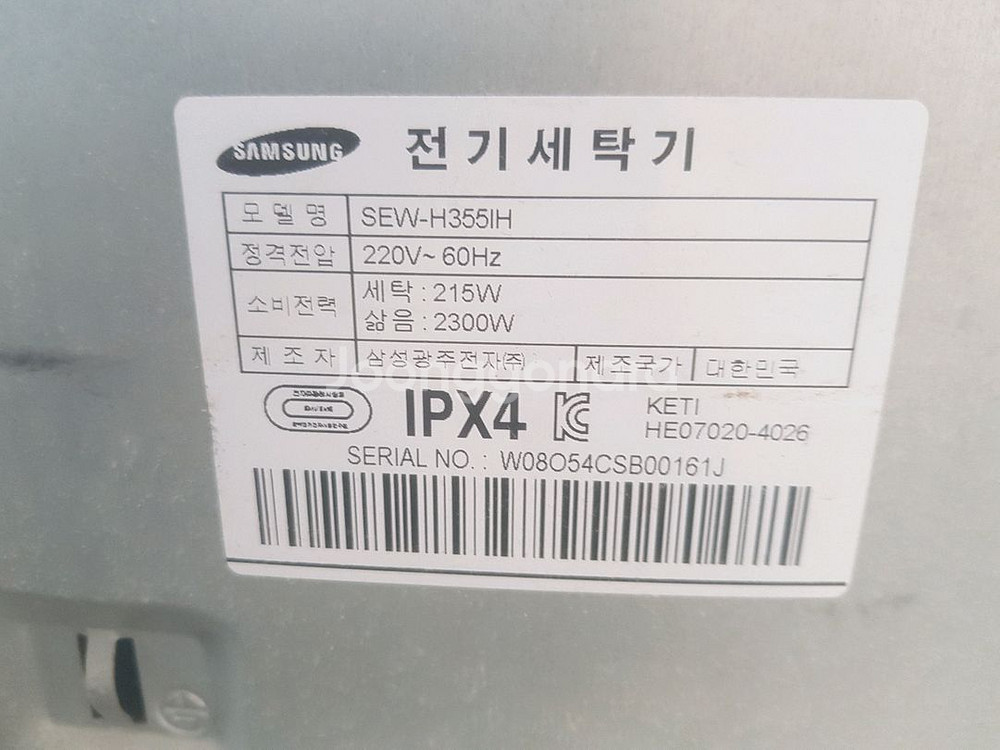 SAMSUNG 전기세탁기
모델명 SEW-H355IH
정격전압 220V~ 60Hz
소비전력 세탁 : 215W
삶음 : 2300W
제조자 삼성광주전자(주) 제조국가 대한민국
Joonggonara
IPX4 KC KETI
HE07020-4026
SERIAL NO. : W08O54CSB00161J